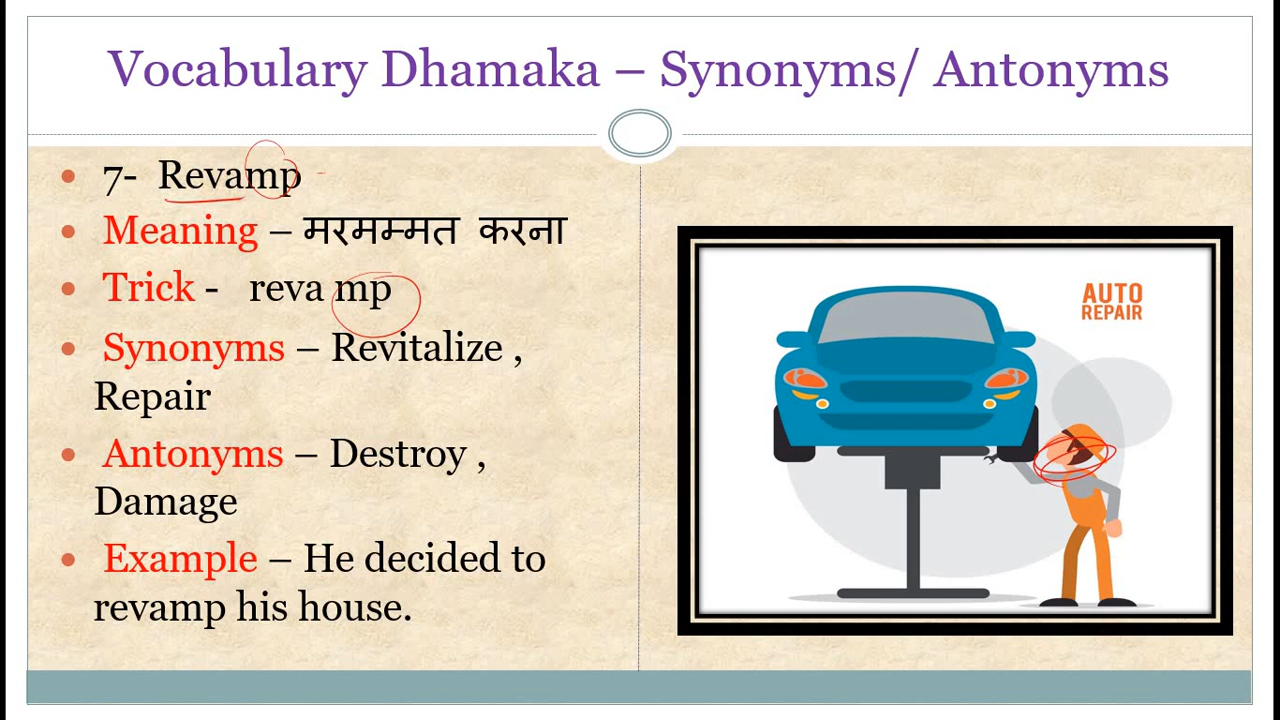 Vocabulary Dhamaka – Synonyms/ Antonyms
7- Revamp
Meaning – मरमम्मत करना
Trick - reva mp
Synonyms – Revitalize ,
Repair
Antonyms – Destroy ,
Damage
Example – He decided to
revamp his house.
AUTO
REPAIR